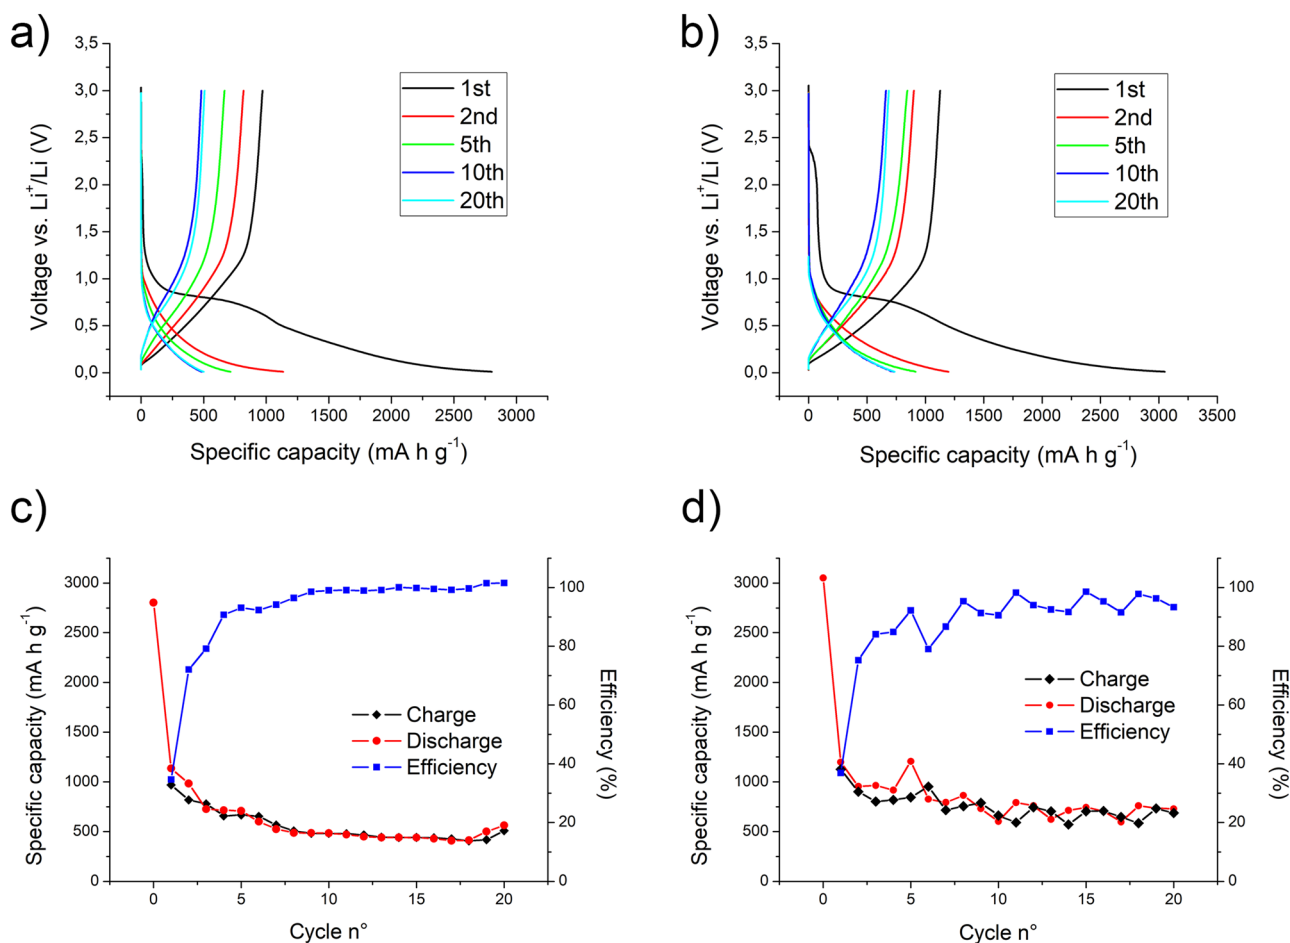 a)
3,5
3,0
2,5
2,0
1,5
1,0
0,5
0,0
Voltage vs. Li⁺/Li (V)
1st
2nd
5th
10th
20th
0 500 1000 1500 2000 2500 3000
Specific capacity (mA h g⁻¹)
b)
3,5
3,0
2,5
2,0
1,5
1,0
0,5
0,0
Voltage vs. Li⁺/Li (V)
1st
2nd
5th
10th
20th
0 500 1000 1500 2000 2500 3000 3500
Specific capacity (mA h g⁻¹)
c)
3000
2500
2000
1500
1000
500
0
Specific capacity (mA h g⁻¹)
Charge
Discharge
Efficiency
100
80
60
40
20
0
Efficiency (%)
0 5 10 15 20
Cycle n°
d)
3000
2500
2000
1500
1000
500
0
Specific capacity (mA h g⁻¹)
Charge
Discharge
Efficiency
100
80
60
40
20
0
Efficiency (%)
0 5 10 15 20
Cycle n°